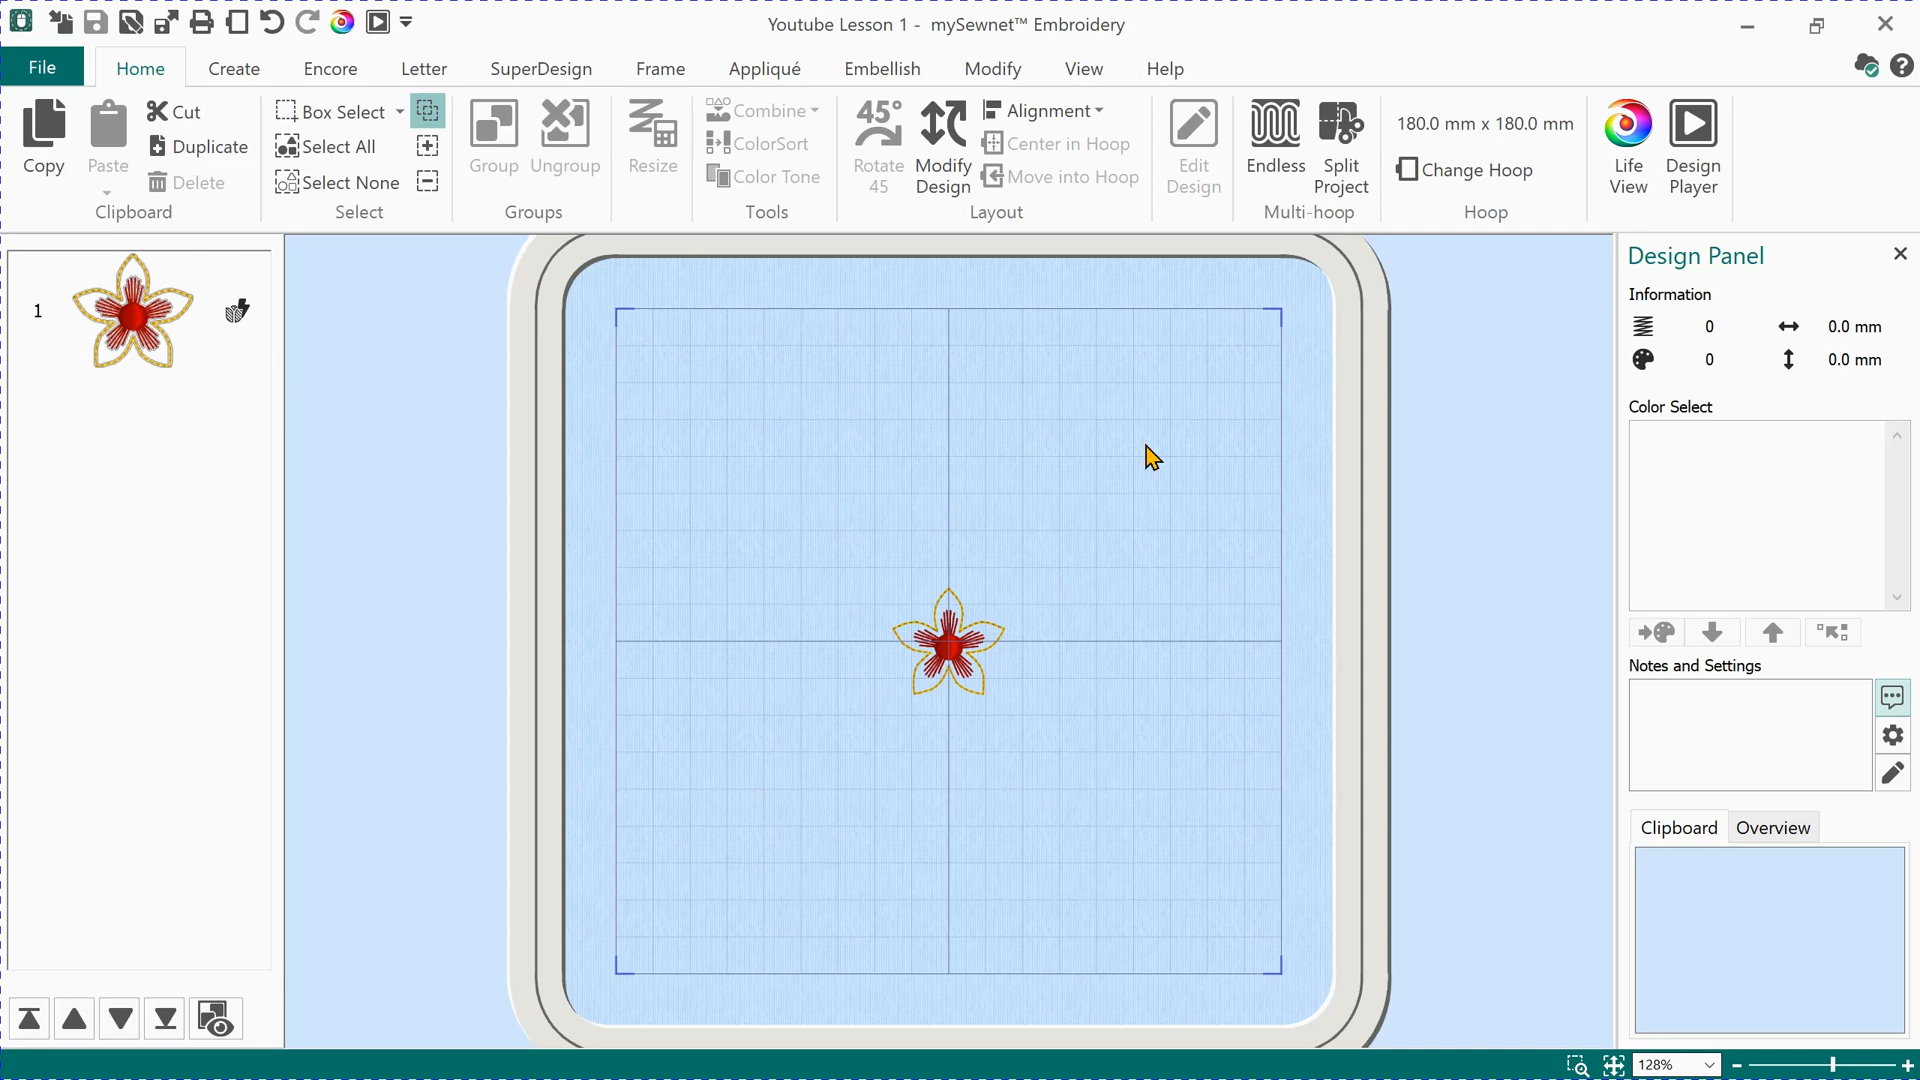 Youtube Lesson 1 - mySewnet™ Embroidery
File Home Create Encore Letter SuperDesign Frame Appliqué Embellish Modify View Help
Copy Paste Cut Duplicate Delete
Clipboard
Box Select
Select All
Select None
Select
Group Ungroup
Groups
Resize
Combine
ColorSort
Color Tone
Tools
Rotate 45 Modify Design
45°
Alignment
Center in Hoop
Move into Hoop
Layout
Edit Design
Endless Split Project
Multi-hoop
180.0 mm x 180.0 mm
Change Hoop
Hoop
Life View Design Player
1
Design Panel
Information
0 0.0 mm
0 0.0 mm
Color Select
Notes and Settings
Clipboard Overview
128%